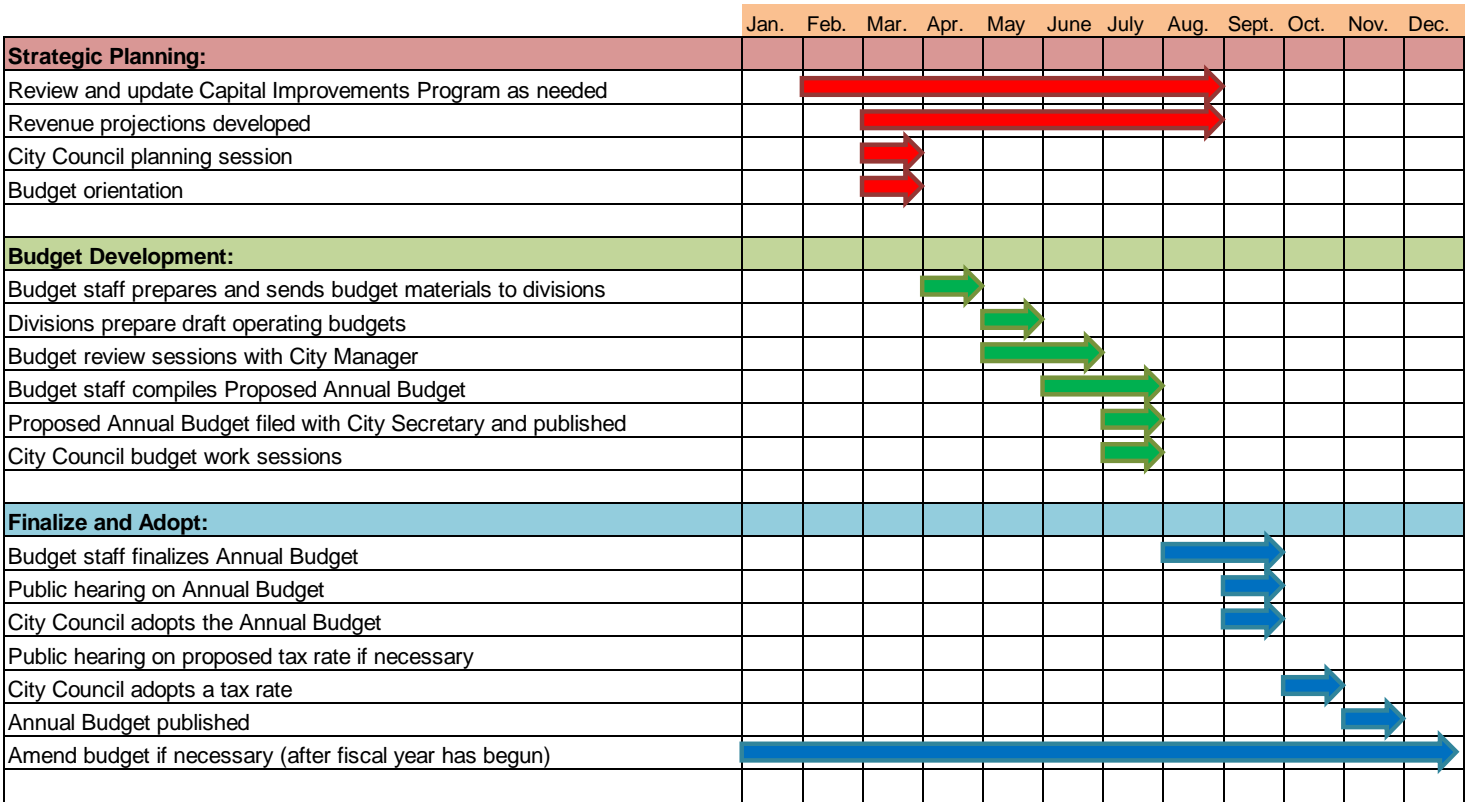 Jan. Feb. Mar. Apr. May June July Aug. Sept. Oct. Nov. Dec.
Strategic Planning:
Review and update Capital Improvements Program as needed
Revenue projections developed
City Council planning session
Budget orientation
Budget Development:
Budget staff prepares and sends budget materials to divisions
Divisions prepare draft operating budgets
Budget review sessions with City Manager
Budget staff compiles Proposed Annual Budget
Proposed Annual Budget filed with City Secretary and published
City Council budget work sessions
Finalize and Adopt:
Budget staff finalizes Annual Budget
Public hearing on Annual Budget
City Council adopts the Annual Budget
Public hearing on proposed tax rate if necessary
City Council adopts a tax rate
Annual Budget published
Amend budget if necessary (after fiscal year has begun)